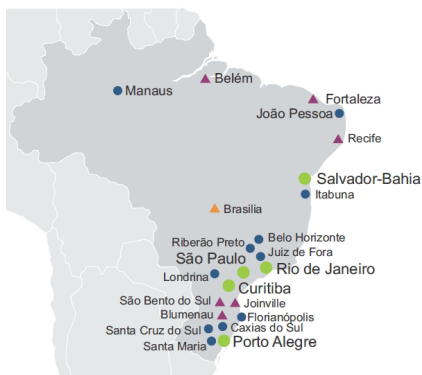 Belém
Manaus
Fortaleza
João Pessoa
Recife
Salvador-Bahia
Itabuna
Brasilia
Belo Horizonte
Riberão Preto
Juiz de Fora
São Paulo
Rio de Janeiro
Londrina
Curitiba
São Bento do Sul
Joinville
Blumenau
Florianópolis
Caxias do Sul
Santa Cruz do Sul
Porto Alegre
Santa Maria